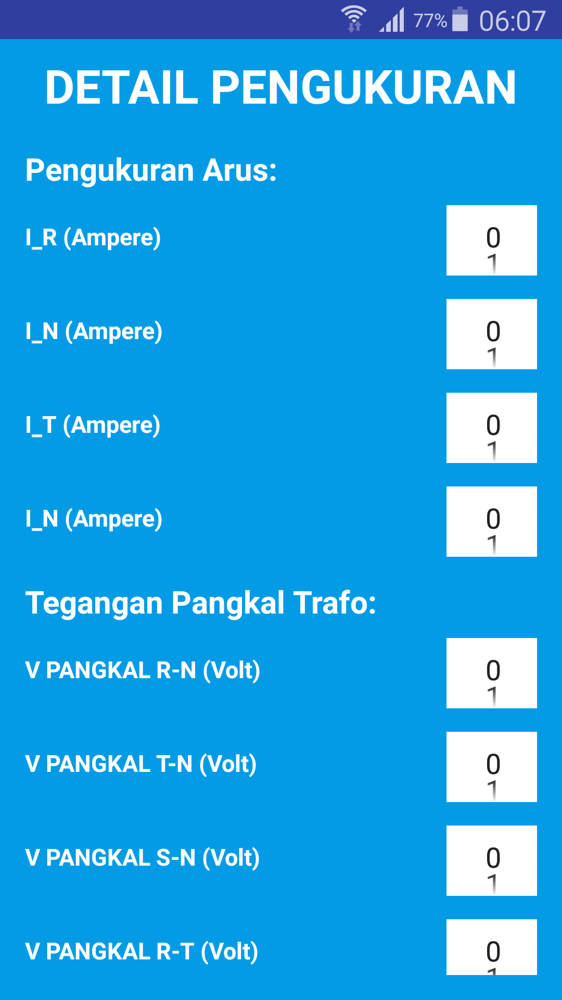 77% 06:07
DETAIL PENGUKURAN
Pengukuran Arus:
I_R (Ampere) 0
1
I_N (Ampere) 0
1
I_T (Ampere) 0
1
I_N (Ampere) 0
1
Tegangan Pangkal Trafo:
V PANGKAL R-N (Volt) 0
1
V PANGKAL T-N (Volt) 0
1
V PANGKAL S-N (Volt) 0
1
V PANGKAL R-T (Volt) 0
1